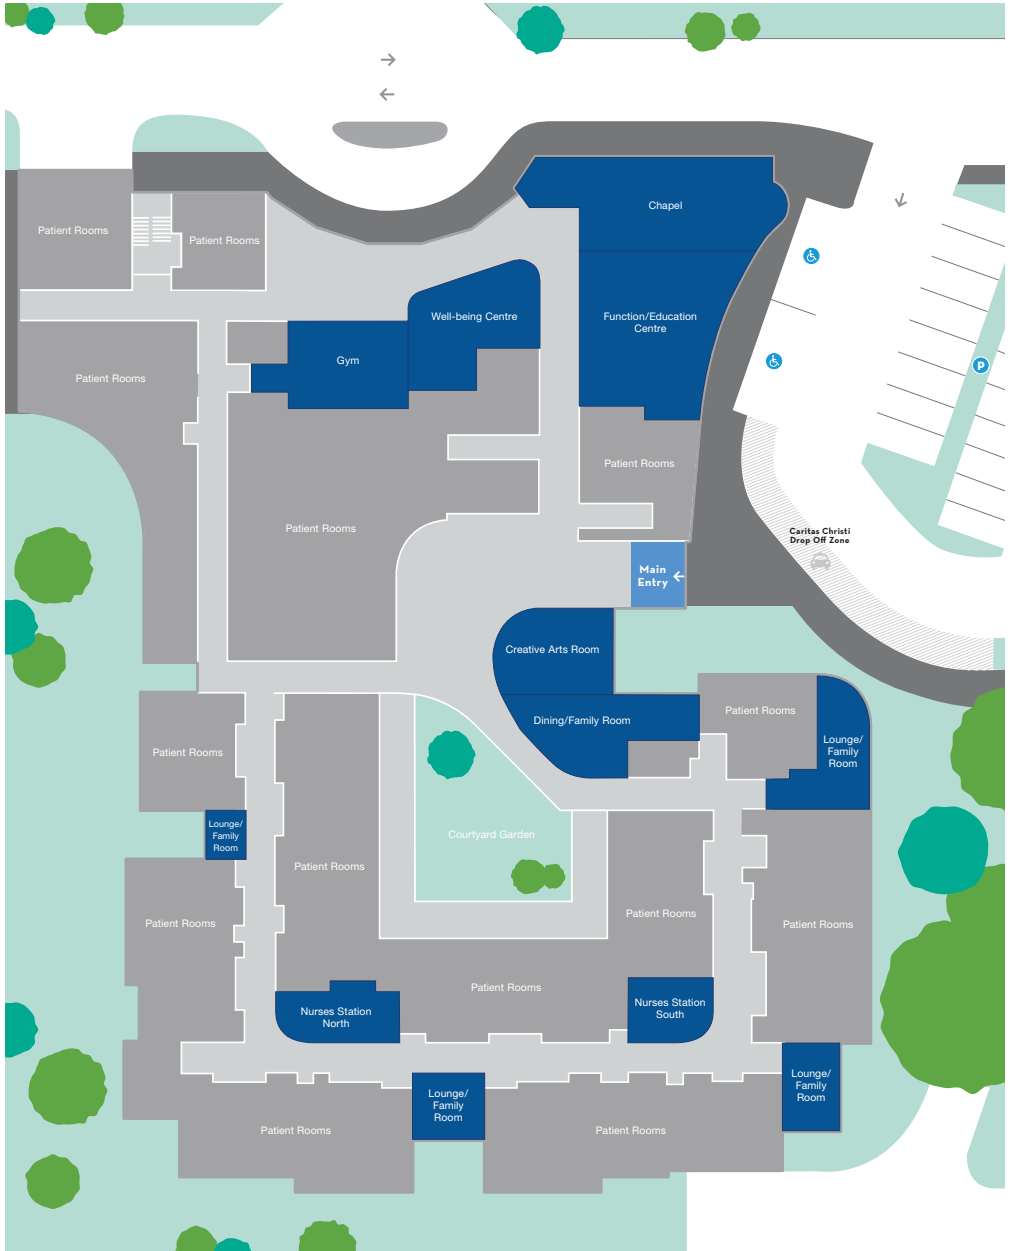 Chapel
Patient Rooms
Patient Rooms
Well-being Centre
Function/Education
Centre
Gym
Patient Rooms
P
Patient Rooms
Patient Rooms
Caritas Christi
Drop Off Zone
Main
Entry
Creative Arts Room
Dining/Family Room
Patient Rooms
Lounge/
Family
Room
Patient Rooms
Lounge/
Family
Room
Courtyard Garden
Patient Rooms
Patient Rooms
Patient Rooms
Patient Rooms
Patient Rooms
Nurses Station
North
Nurses Station
South
Lounge/
Family
Room
Lounge/
Family
Room
Patient Rooms
Patient Rooms